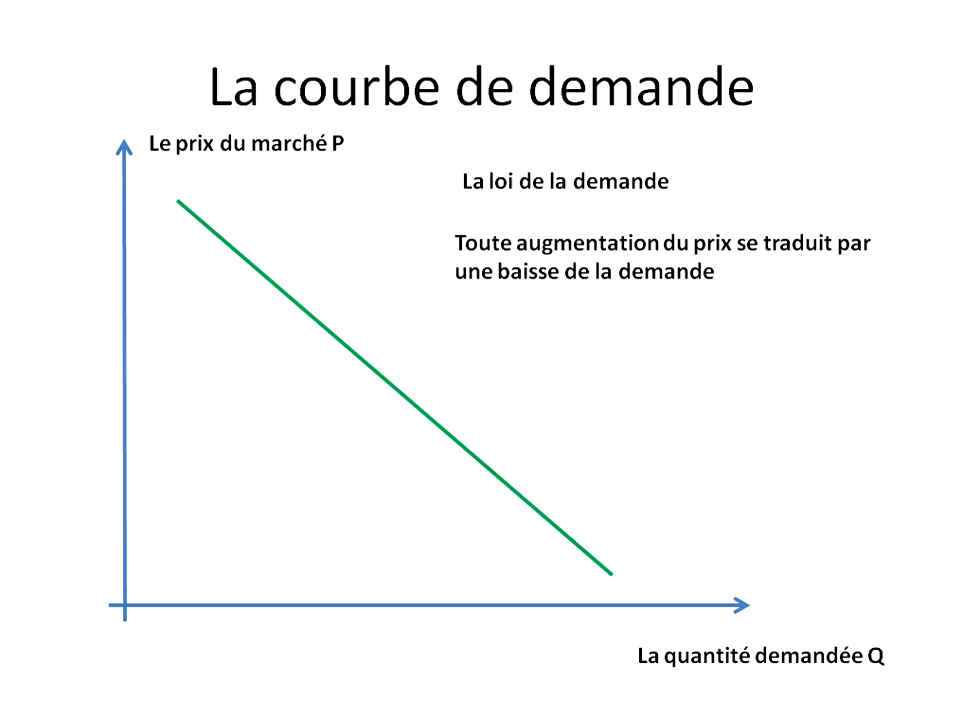 La courbe de demande
Le prix du marché P
La loi de la demande
Toute augmentation du prix se traduit par
une baisse de la demande
La quantité demandée Q